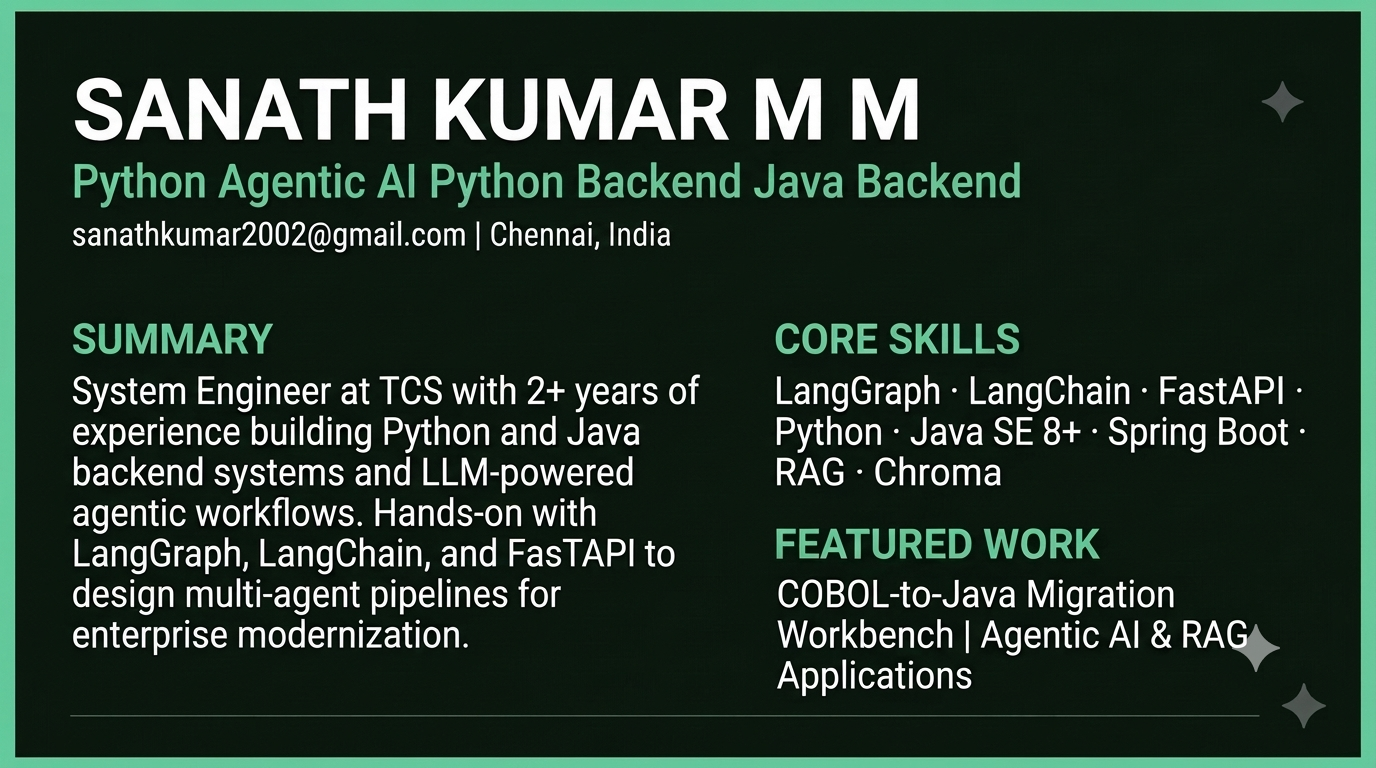 SANATH KUMAR M M
Python Agentic AI Python Backend Java Backend
sanathkumar2002@gmail.com | Chennai, India
SUMMARY
System Engineer at TCS with 2+ years of
experience building Python and Java
backend systems and LLM-powered
agentic workflows. Hands-on with
LangGraph, LangChain, and FasTAPI to
design multi-agent pipelines for
enterprise modernization.
CORE SKILLS
LangGraph · LangChain · FastAPI ·
Python · Java SE 8+ · Spring Boot ·
RAG · Chroma
FEATURED WORK
COBOL-to-Java Migration
Workbench | Agentic AI & RAG
Applications